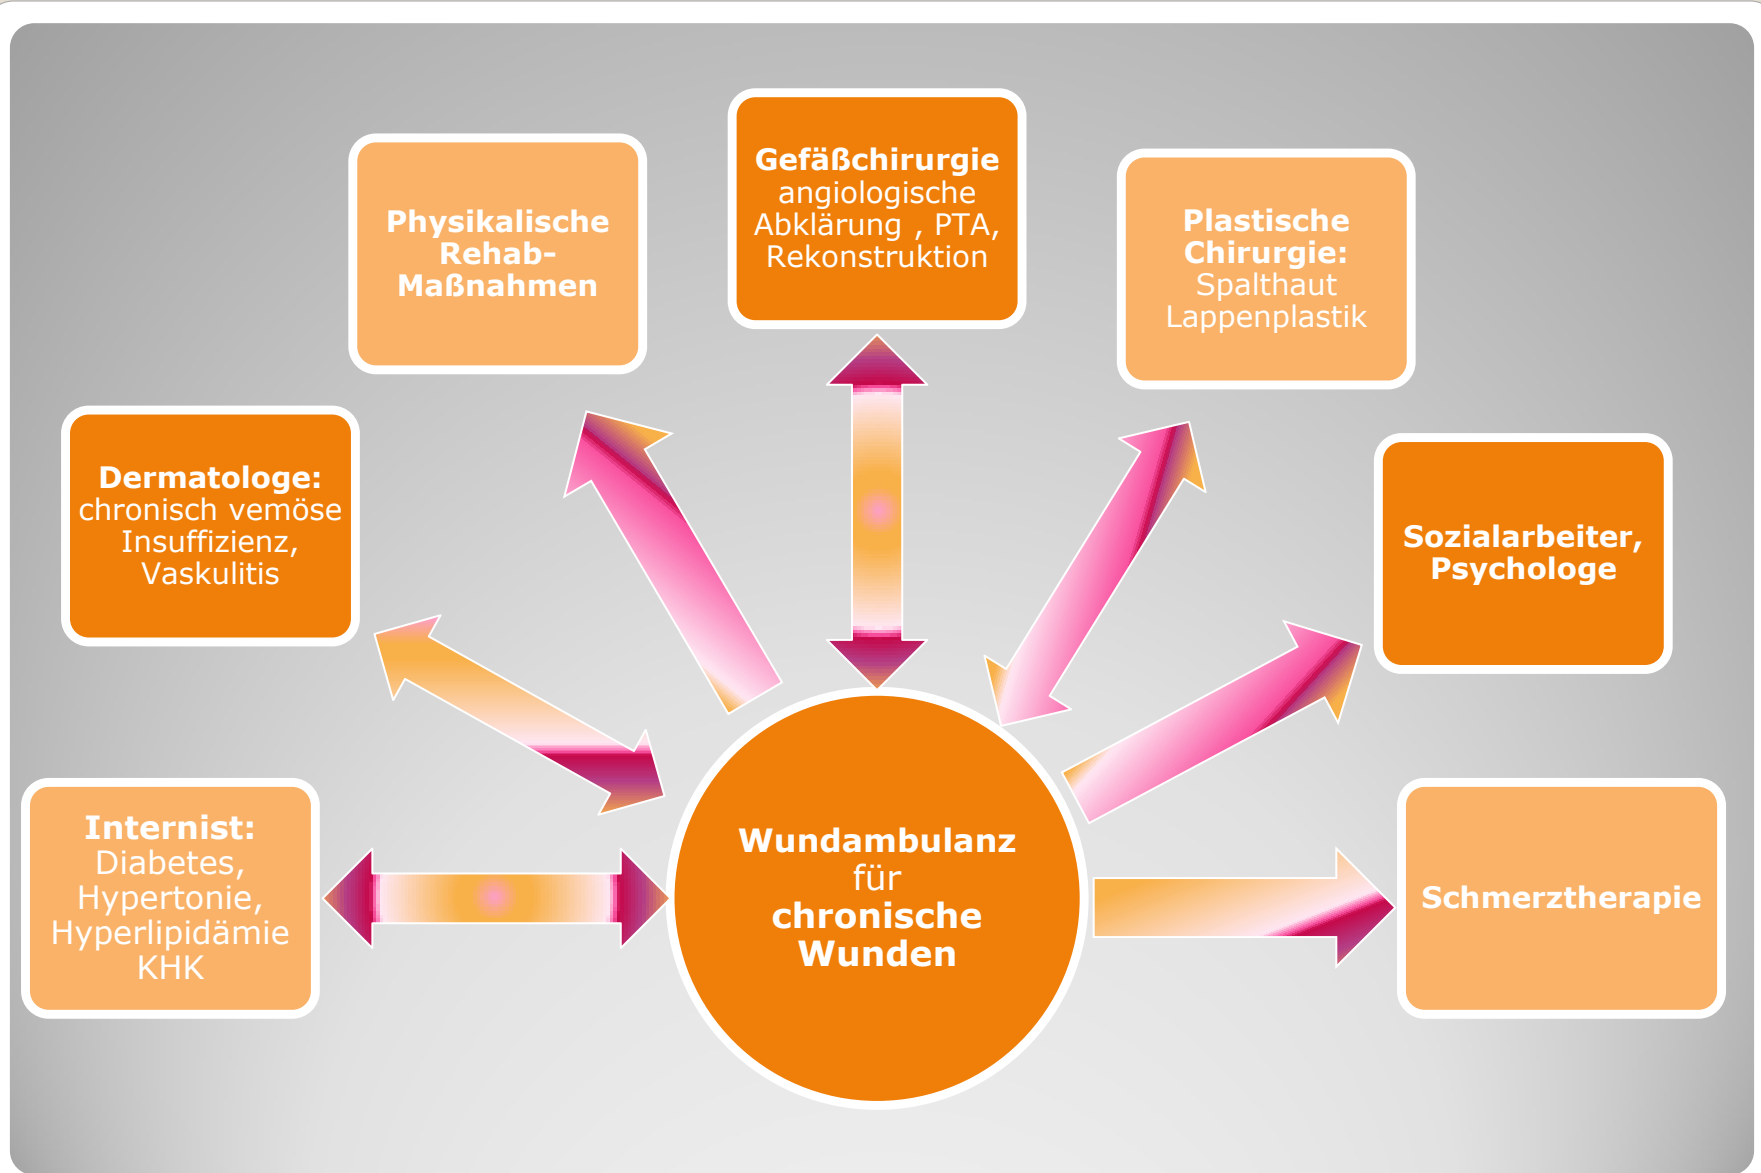 Gefäßchirurgie
angiologische
Abklärung , PTA,
Rekonstruktion
Physikalische
Rehab-
Maßnahmen
Plastische
Chirurgie:
Spalthaut
Lappenplastik
Dermatologe:
chronisch vemöse
Insuffizienz,
Vaskulitis
Sozialarbeiter,
Psychologe
Internist:
Diabetes,
Hypertonie,
Hyperlipidämie
KHK
Wundambulanz
für
chronische
Wunden
Schmerztherapie